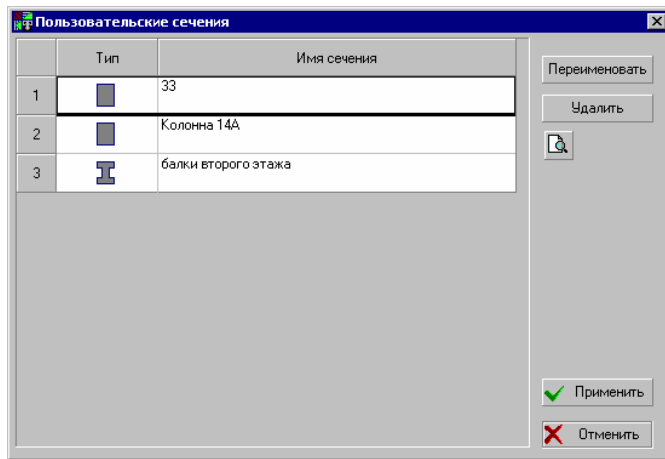 Пользовательские сечения
Тип Имя сечения
1 33
2 Колонна 14А
3 балки второго этажа
Переименовать
Удалить
Применить
Отменить